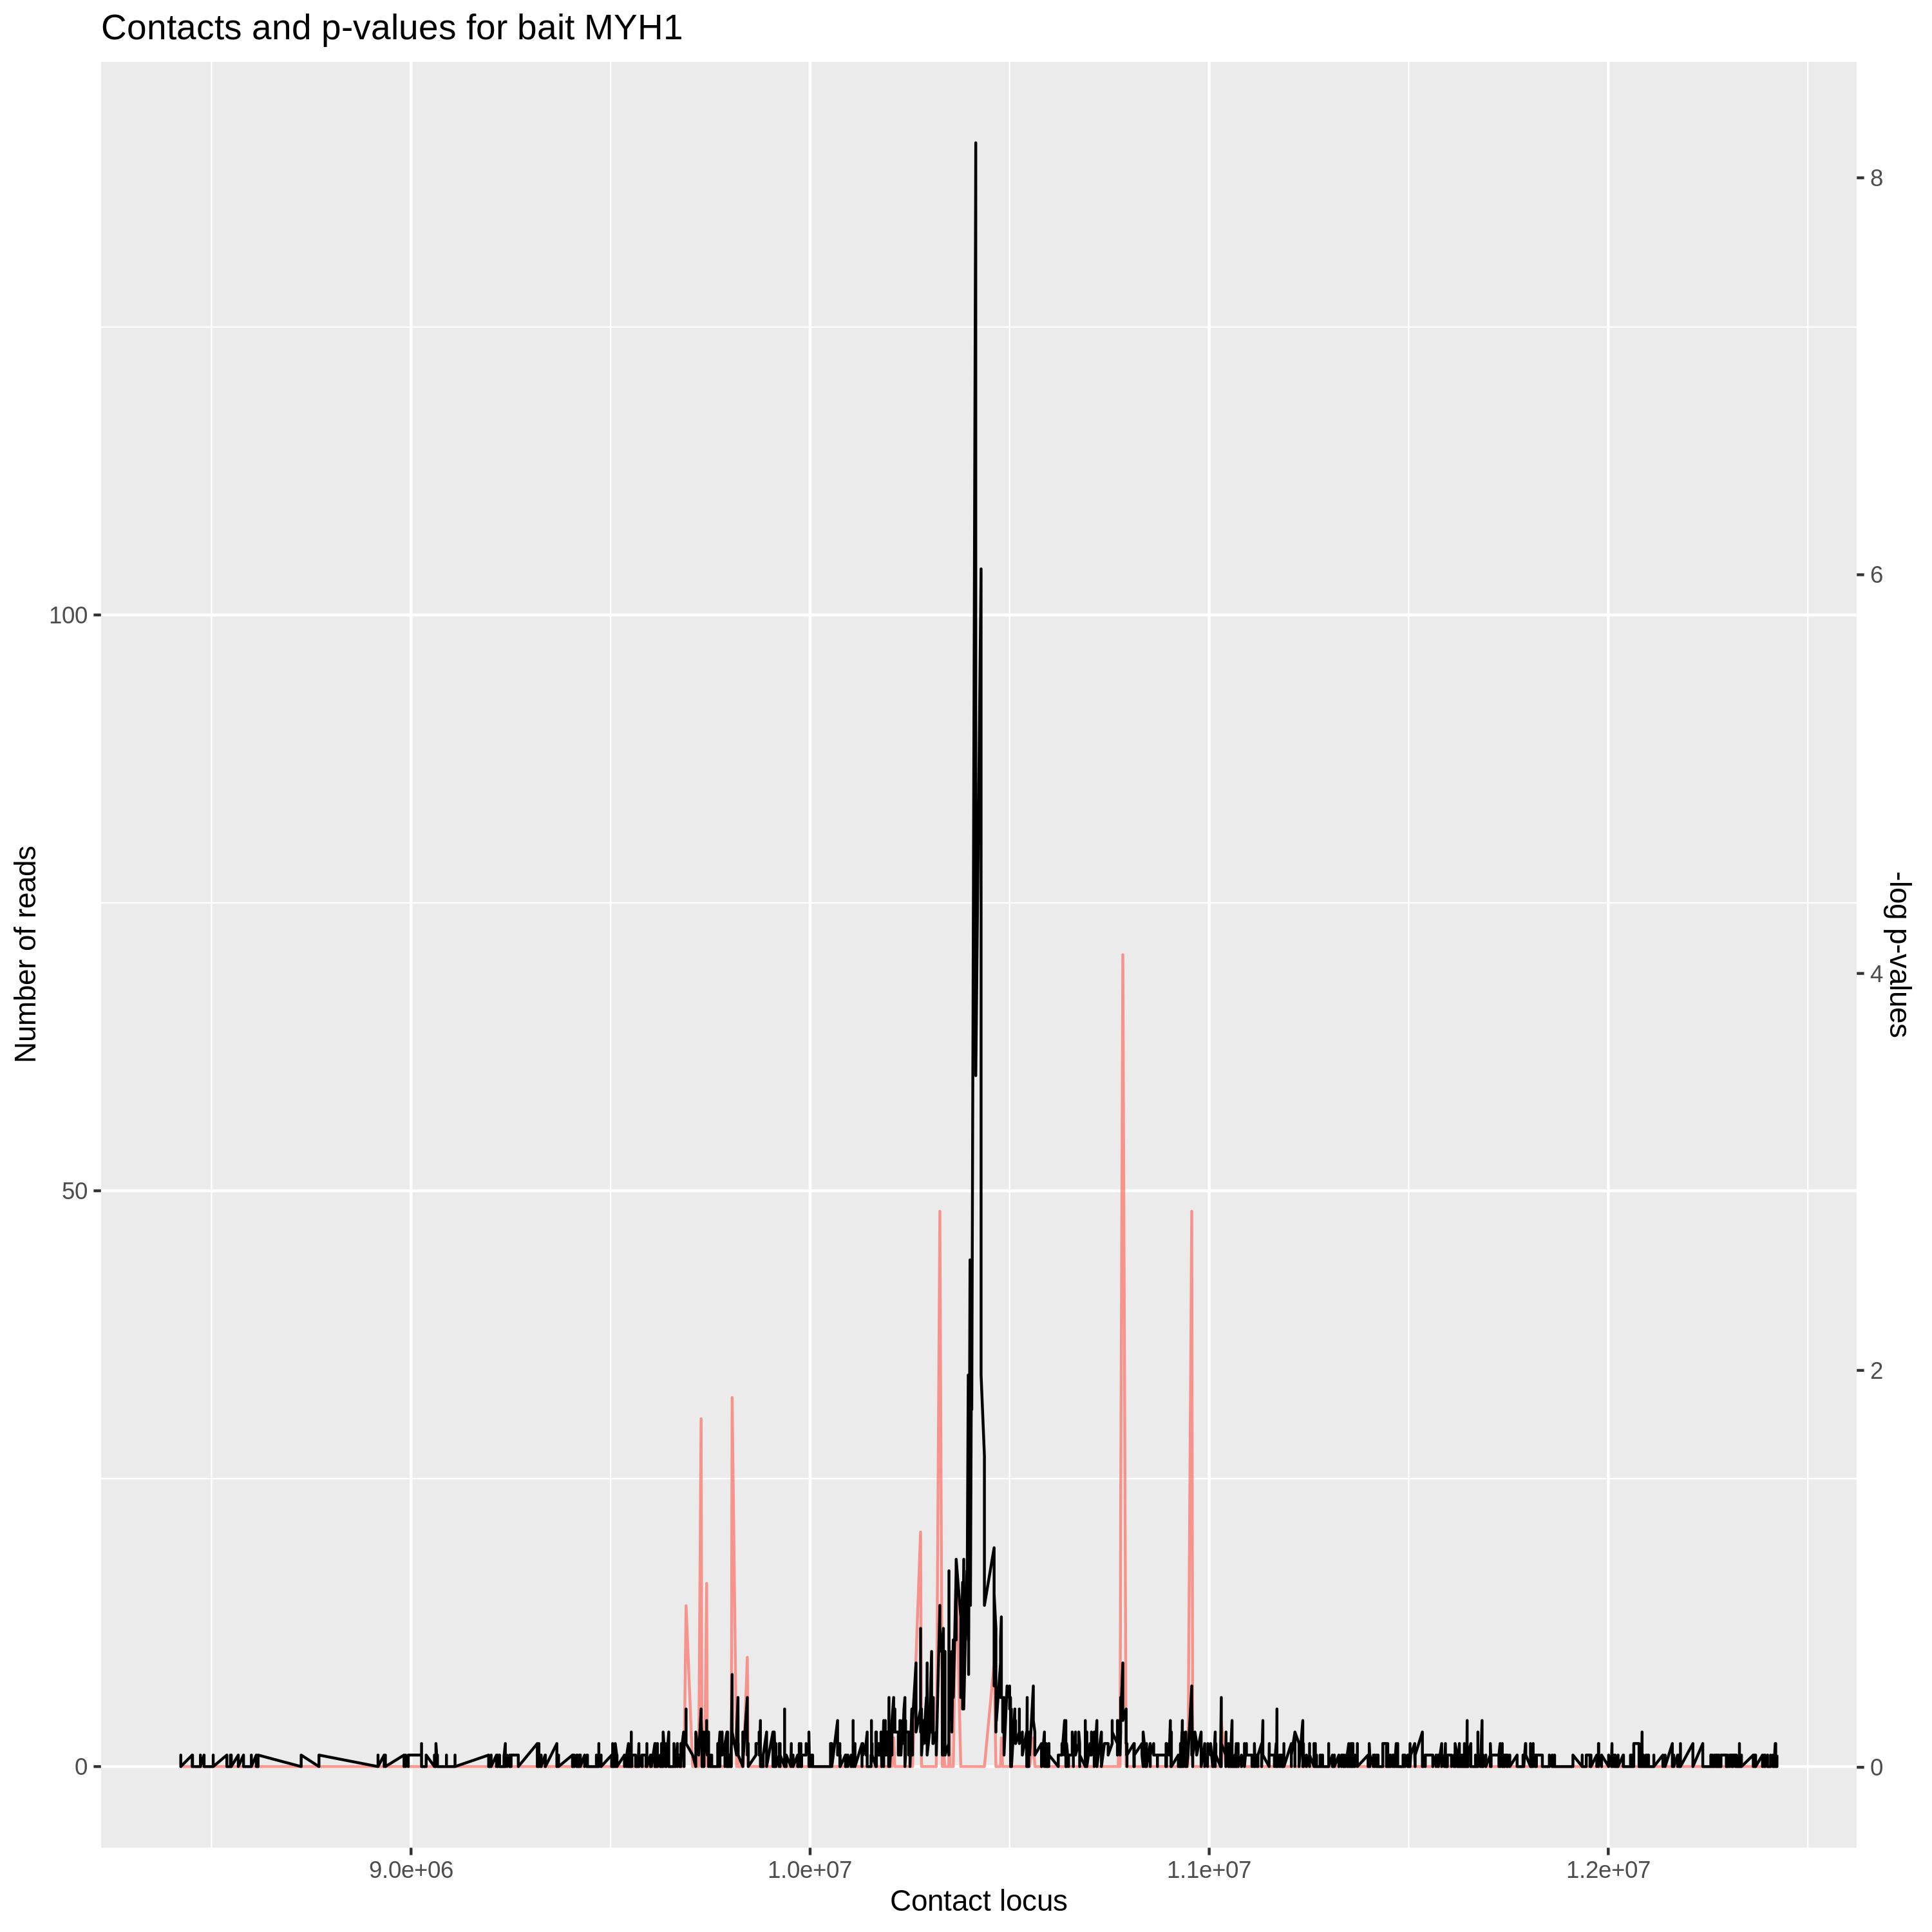 Contacts and p-values for bait MYH1
100
50
0
Number of reads
8
6
4
2
0
-log p-values
9.0e+06
1.0e+07
1.1e+07
1.2e+07
Contact locus